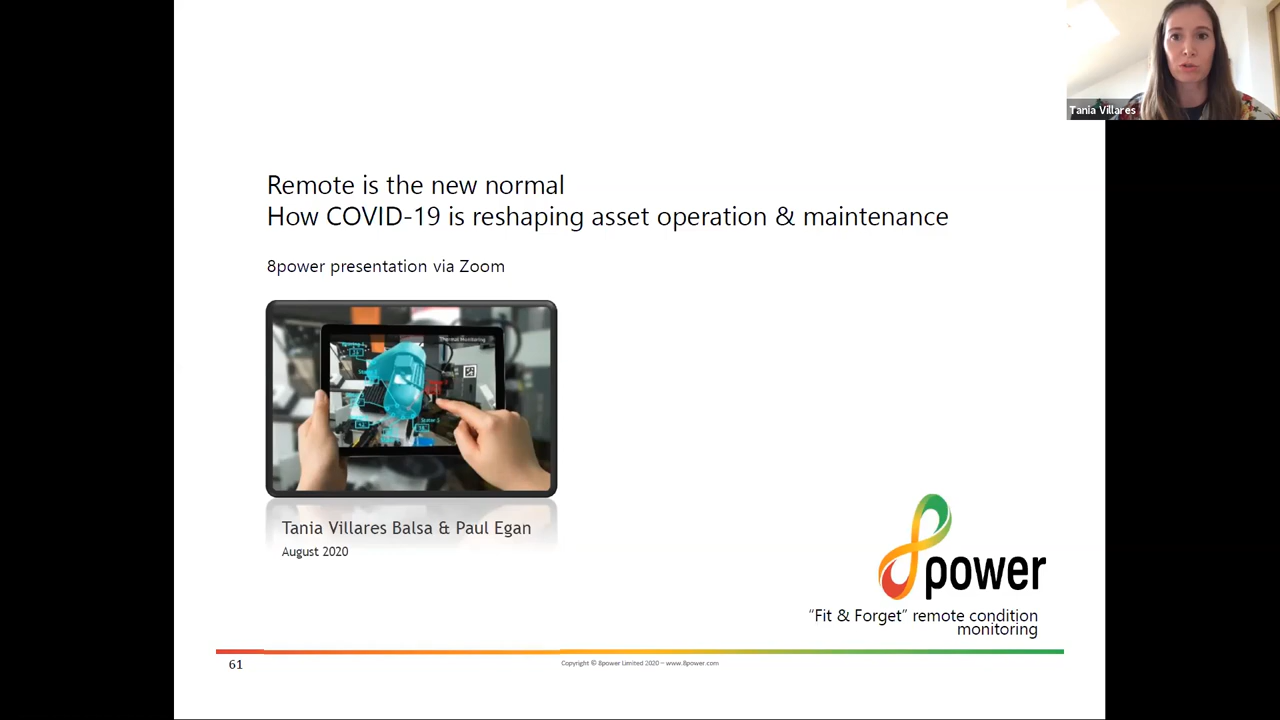 Tania Villares
Remote is the new normal
How COVID-19 is reshaping asset operation & maintenance
8power presentation via Zoom
Thermal Monitoring
Tania Villares Balsa & Paul Egan
August 2020
8power
“Fit & Forget” remote condition
monitoring
61
Copyright © 8power Limited 2020 – www.8power.com